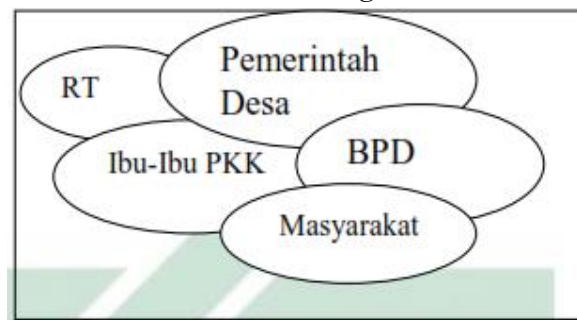 RT
Pemerintah
Desa
Ibu-Ibu PKK
BPD
Masyarakat